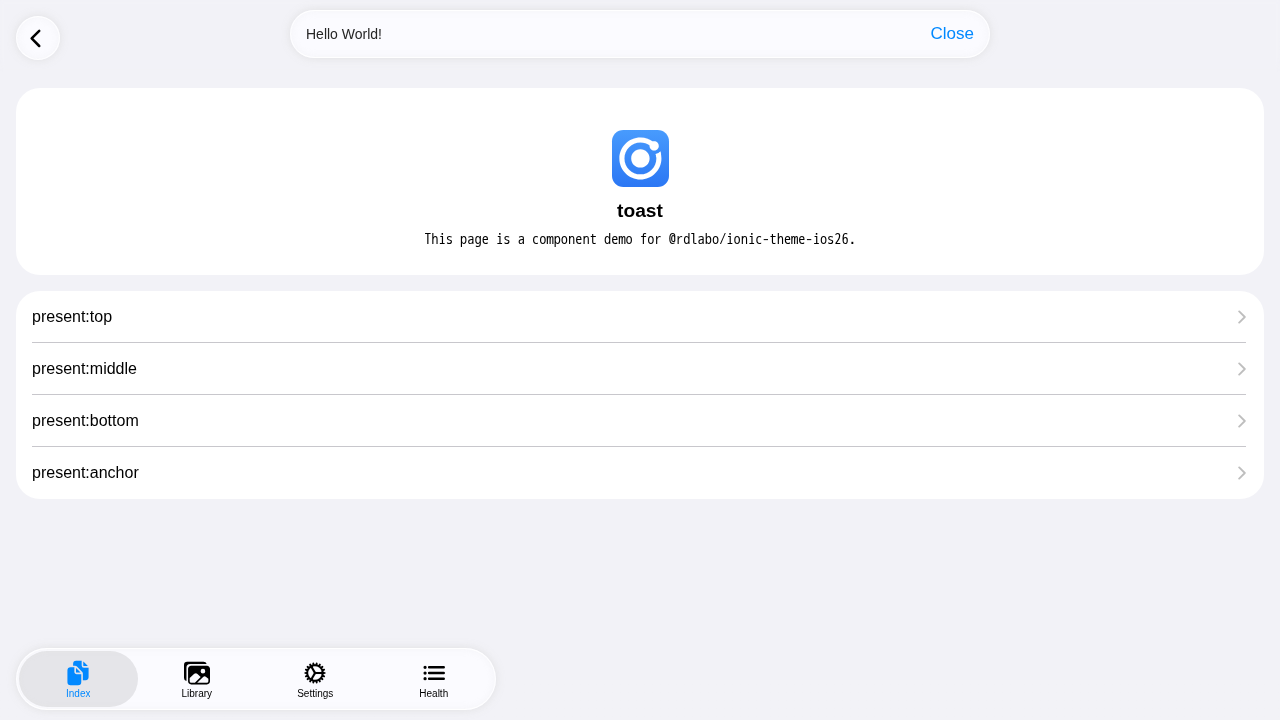 Hello World!
Close
toast
This page is a component demo for @rdlabo/ionic-theme-ios26.
present:top
present:middle
present:bottom
present:anchor
Index
Library
Settings
Health